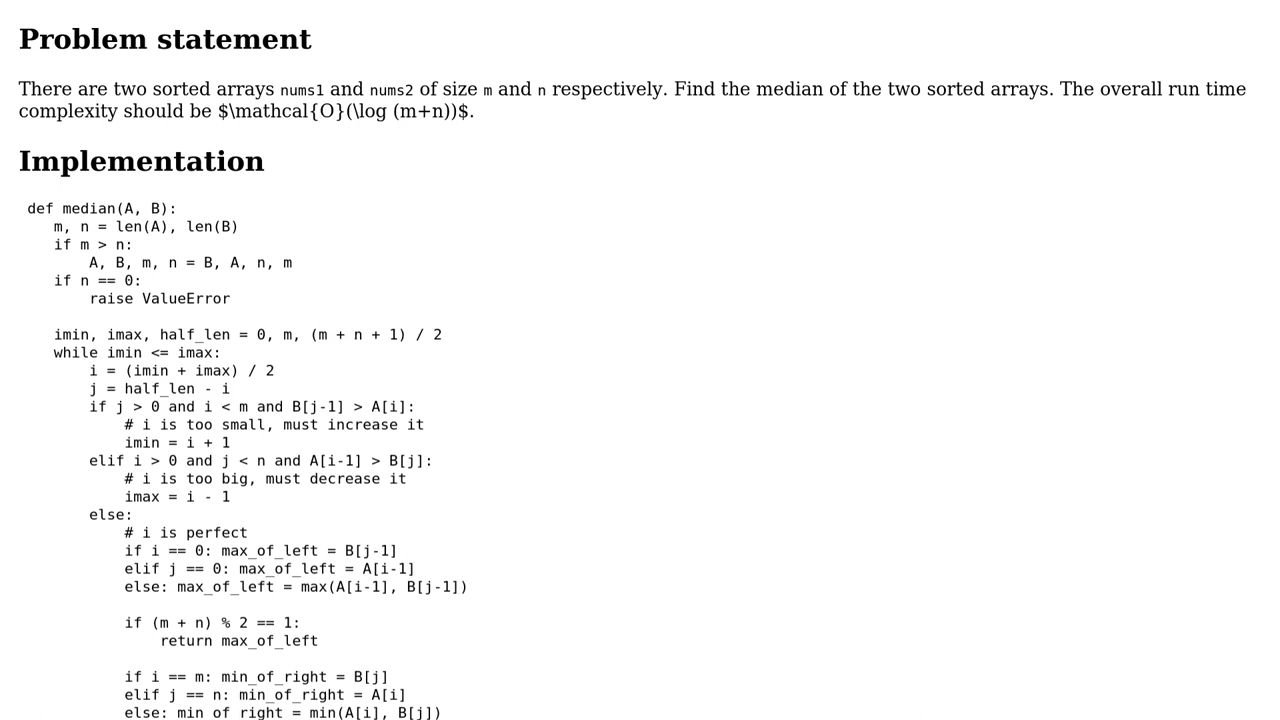 Problem statement
There are two sorted arrays nums1 and nums2 of size m and n respectively. Find the median of the two sorted arrays. The overall run time
complexity should be $\mathcal{O}(\log (m+n))$.
Implementation
def median(A, B):
   m, n = len(A), len(B)
   if m > n:
       A, B, m, n = B, A, n, m
   if n == 0:
       raise ValueError

   imin, imax, half_len = 0, m, (m + n + 1) / 2
   while imin <= imax:
       i = (imin + imax) / 2
       j = half_len - i
       if j > 0 and i < m and B[j-1] > A[i]:
           # i is too small, must increase it
           imin = i + 1
       elif i > 0 and j < n and A[i-1] > B[j]:
           # i is too big, must decrease it
           imax = i - 1
       else:
           # i is perfect
           if i == 0: max_of_left = B[j-1]
           elif j == 0: max_of_left = A[i-1]
           else: max_of_left = max(A[i-1], B[j-1])

           if (m + n) % 2 == 1:
               return max_of_left

           if i == m: min_of_right = B[j]
           elif j == n: min_of_right = A[i]
           else: min_of_right = min(A[i], B[j])